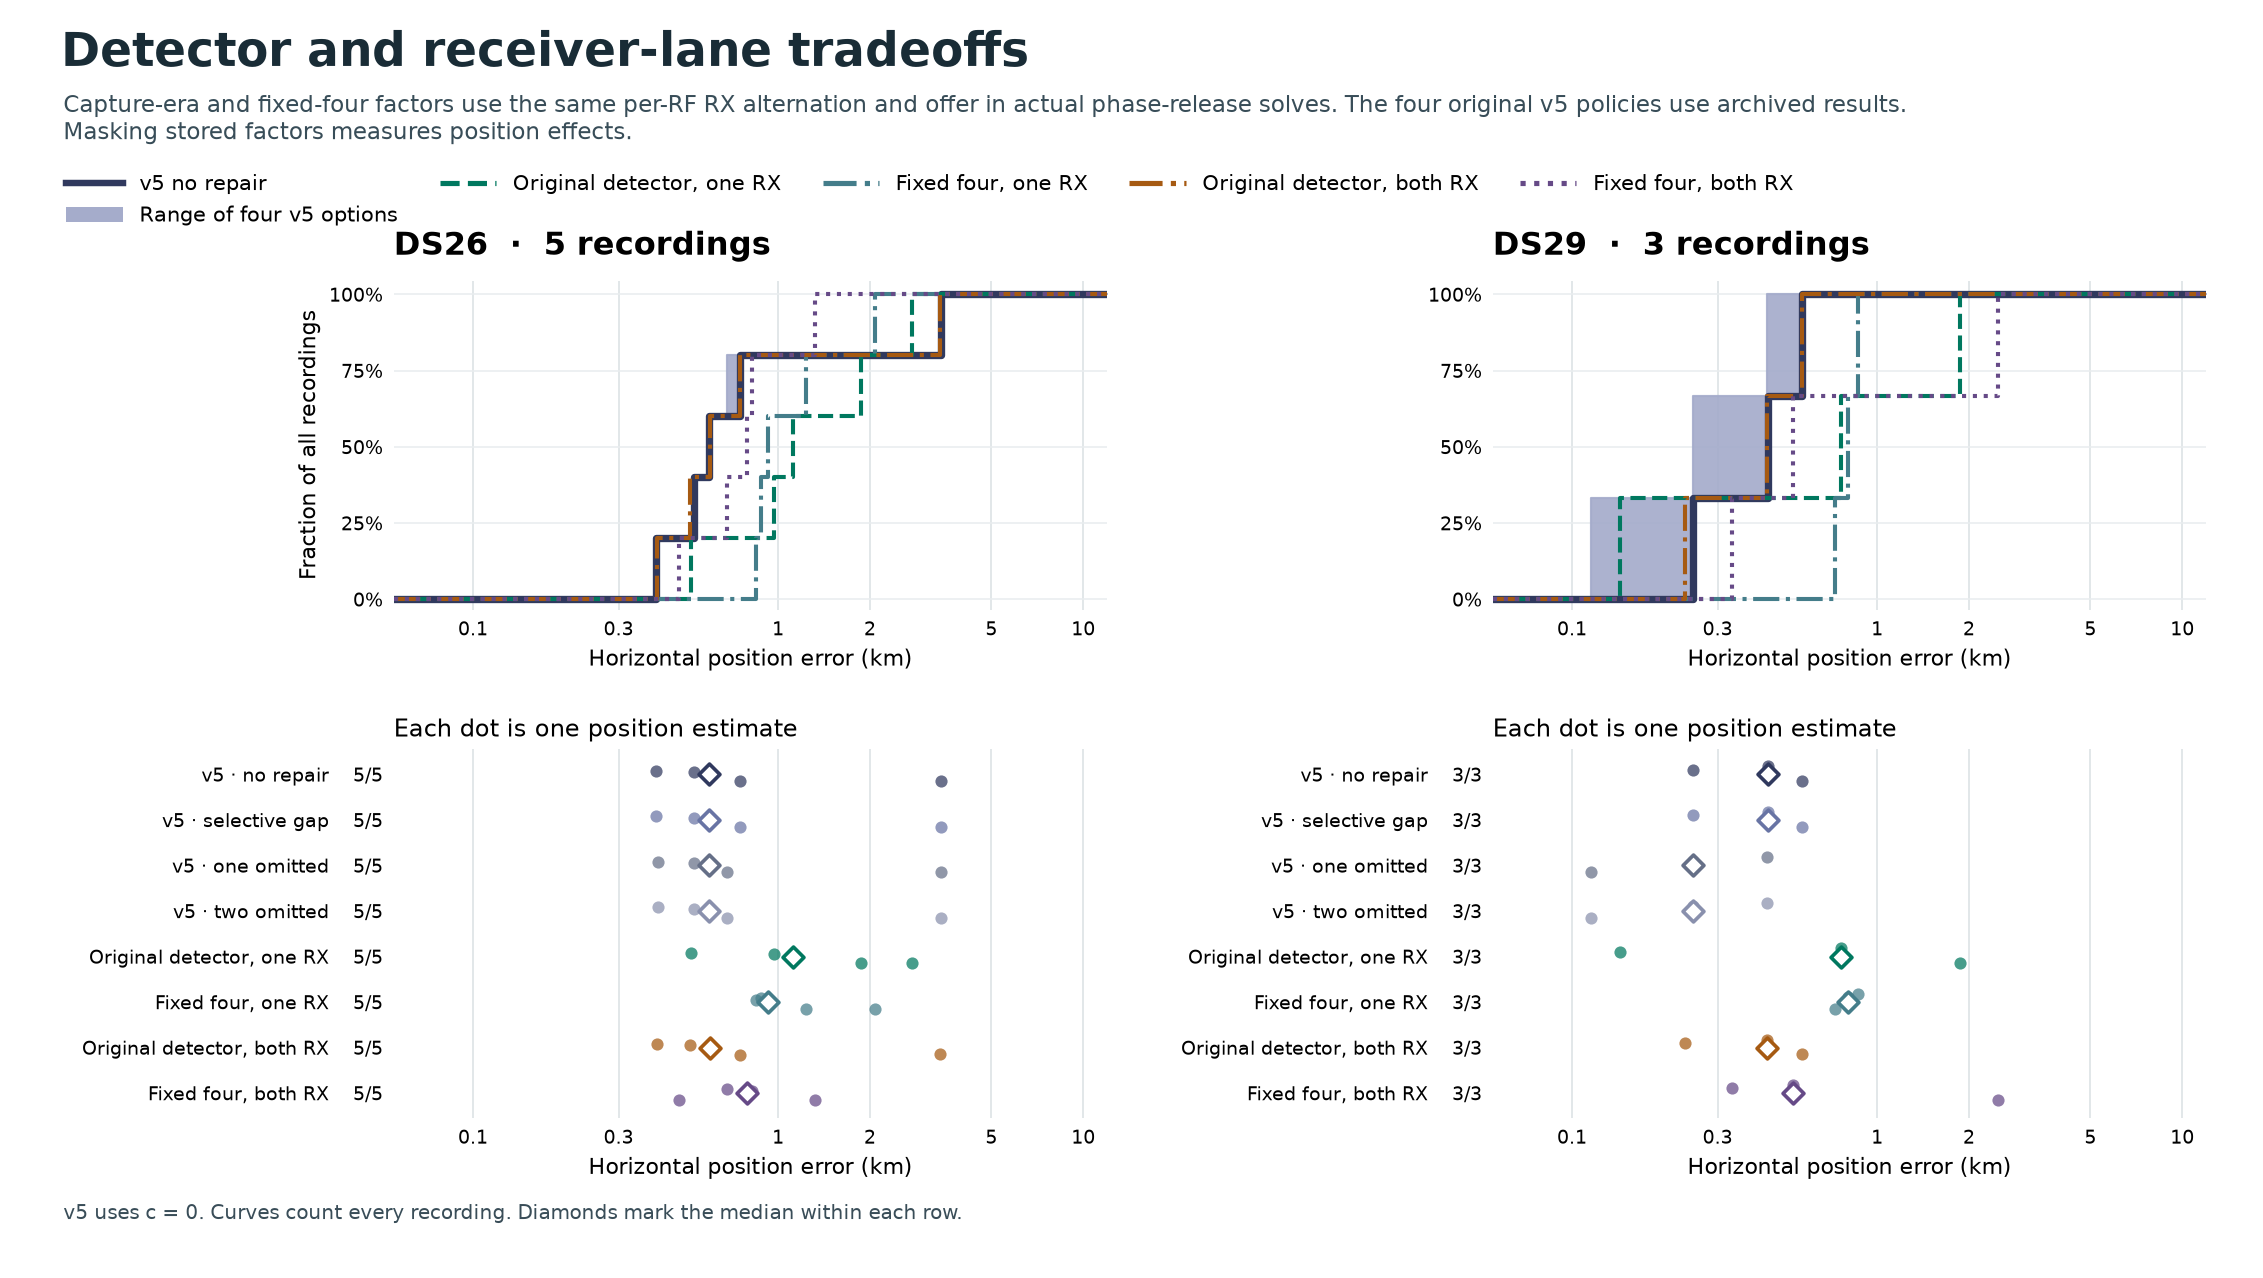 Detector and receiver-lane tradeoffs
Capture-era and fixed-four factors use the same per-RF RX alternation and offer in actual phase-release solves. The four original v5 policies use archived results.
Masking stored factors measures position effects.
v5 no repair
Original detector, one RX
Fixed four, one RX
Original detector, both RX
Fixed four, both RX
Range of four v5 options
DS26 · 5 recordings
100%
75%
50%
25%
0%
Fraction of all recordings
0.1 0.3 1 2 5 10
Horizontal position error (km)
DS29 · 3 recordings
100%
75%
50%
25%
0%
0.1 0.3 1 2 5 10
Horizontal position error (km)
Each dot is one position estimate
v5 · no repair 5/5
v5 · selective gap 5/5
v5 · one omitted 5/5
v5 · two omitted 5/5
Original detector, one RX 5/5
Fixed four, one RX 5/5
Original detector, both RX 5/5
Fixed four, both RX 5/5
0.1 0.3 1 2 5 10
Horizontal position error (km)
Each dot is one position estimate
v5 · no repair 3/3
v5 · selective gap 3/3
v5 · one omitted 3/3
v5 · two omitted 3/3
Original detector, one RX 3/3
Fixed four, one RX 3/3
Original detector, both RX 3/3
Fixed four, both RX 3/3
0.1 0.3 1 2 5 10
Horizontal position error (km)
v5 uses c = 0. Curves count every recording. Diamonds mark the median within each row.